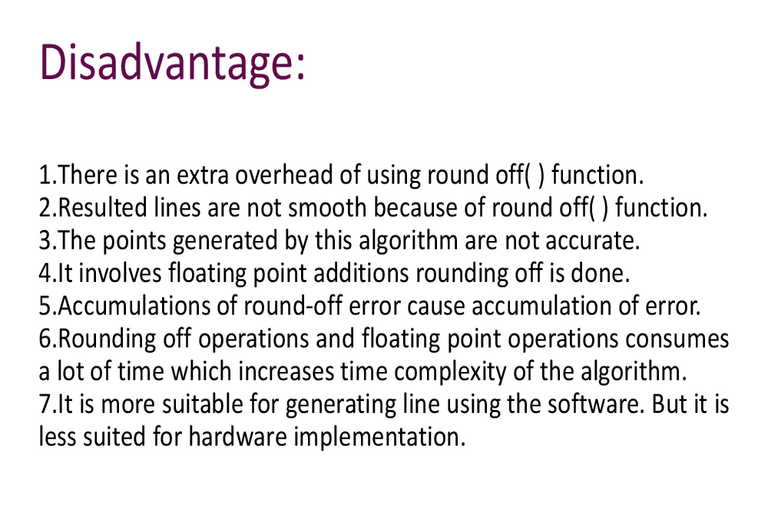 Disadvantage:
1.There is an extra overhead of using round off( ) function.
2.Resulted lines are not smooth because of round off( ) function.
3.The points generated by this algorithm are not accurate.
4.It involves floating point additions rounding off is done.
5.Accumulations of round-off error cause accumulation of error.
6.Rounding off operations and floating point operations consumes
a lot of time which increases time complexity of the algorithm.
7.It is more suitable for generating line using the software. But it is
less suited for hardware implementation.